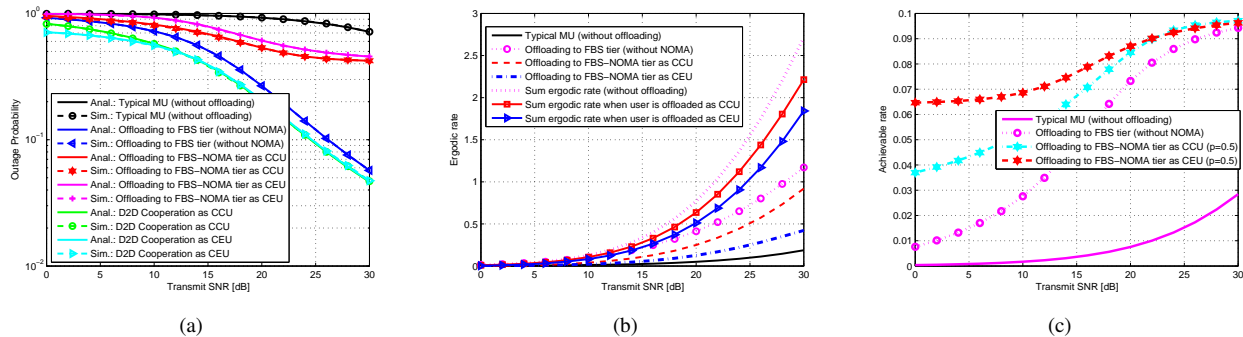 10^0
10^-1
10^-2
Outage Probability
0 5 10 15 20 25 30
Transmit SNR [dB]
Anal.: Typical MU (without offloading)
Sim.: Typical MU (without offloading)
Anal.: Offloading to FBS tier (without NOMA)
Sim.: Offloading to FBS tier (without NOMA)
Anal.: Offloading to FBS-NOMA tier as CCU
Sim.: Offloading to FBS-NOMA tier as CCU
Anal.: Offloading to FBS-NOMA tier as CEU
Sim.: Offloading to FBS-NOMA tier as CEU
Anal.: D2D Cooperation as CCU
Sim.: D2D Cooperation as CCU
Anal.: D2D Cooperation as CEU
Sim.: D2D Cooperation as CEU
(a)
3
2.5
2
1.5
1
0.5
0
Ergodic rate
0 5 10 15 20 25 30
Transmit SNR [dB]
Typical MU (without offloading)
Offloading to FBS tier (without NOMA)
Offloading to FBS-NOMA tier as CCU
Offloading to FBS-NOMA tier as CEU
Sum ergodic rate (without offloading)
Sum ergodic rate when user is offloaded as CCU
Sum ergodic rate when user is offloaded as CEU
(b)
0.1
0.09
0.08
0.07
0.06
0.05
0.04
0.03
0.02
0.01
0
Achievable rate
0 5 10 15 20 25 30
Transmit SNR [dB]
Typical MU (without offloading)
Offloading to FBS tier (without NOMA)
Offloading to FBS-NOMA tier as CCU (p=0.5)
Offloading to FBS-NOMA tier as CEU (p=0.5)
(c)